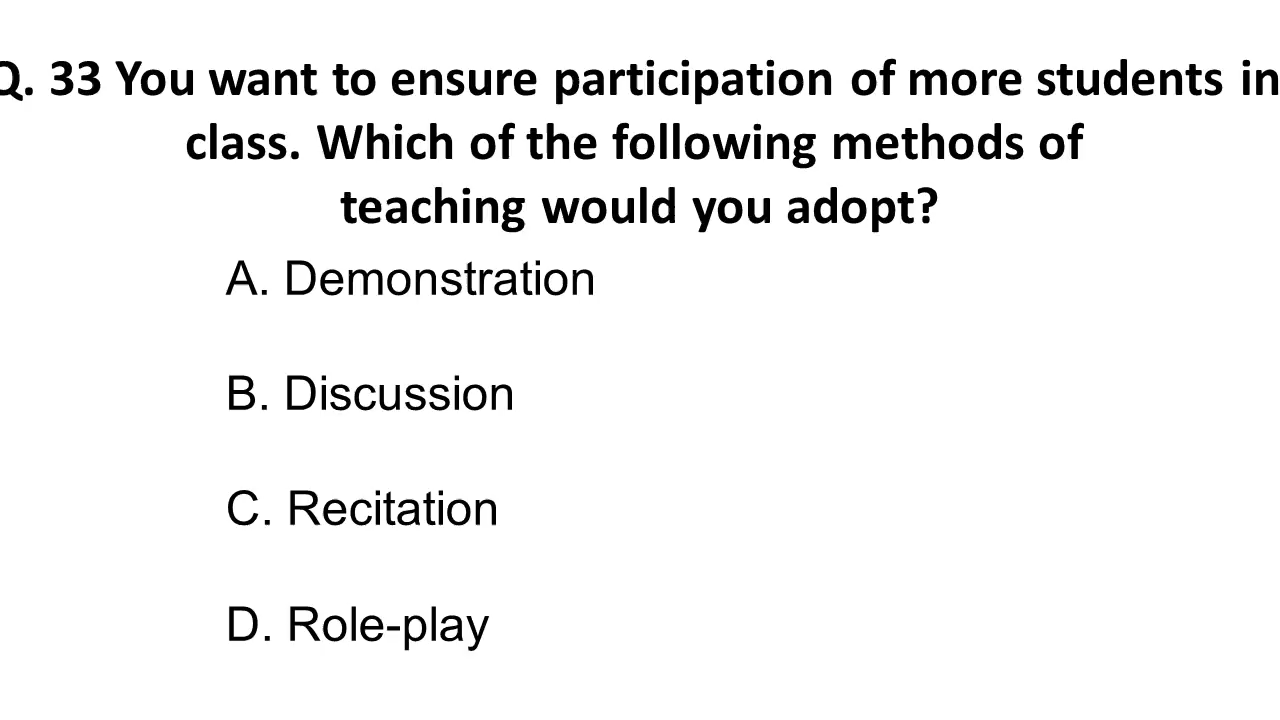 Q. 33 You want to ensure participation of more students in
class. Which of the following methods of
teaching would you adopt?
A. Demonstration
B. Discussion
C. Recitation
D. Role-play